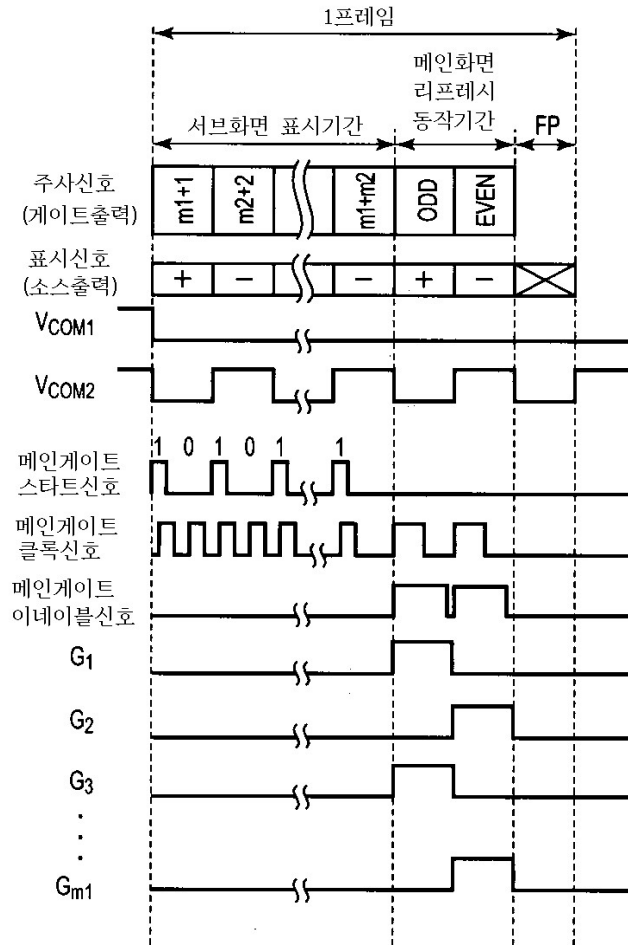 1프레임
메인화면
리프레시
동작기간
서브화면 표시기간
FP
주사신호
(게이트출력)
m1+1
m2+2
m1+m2
ODD
EVEN
표시신호
(소스출력)
+ − − + −
VCOM1
VCOM2
메인게이트
스타트신호
1 0 1 0 1 1
메인게이트
클록신호
메인게이트
이네이블신호
G1
G2
G3
Gm1